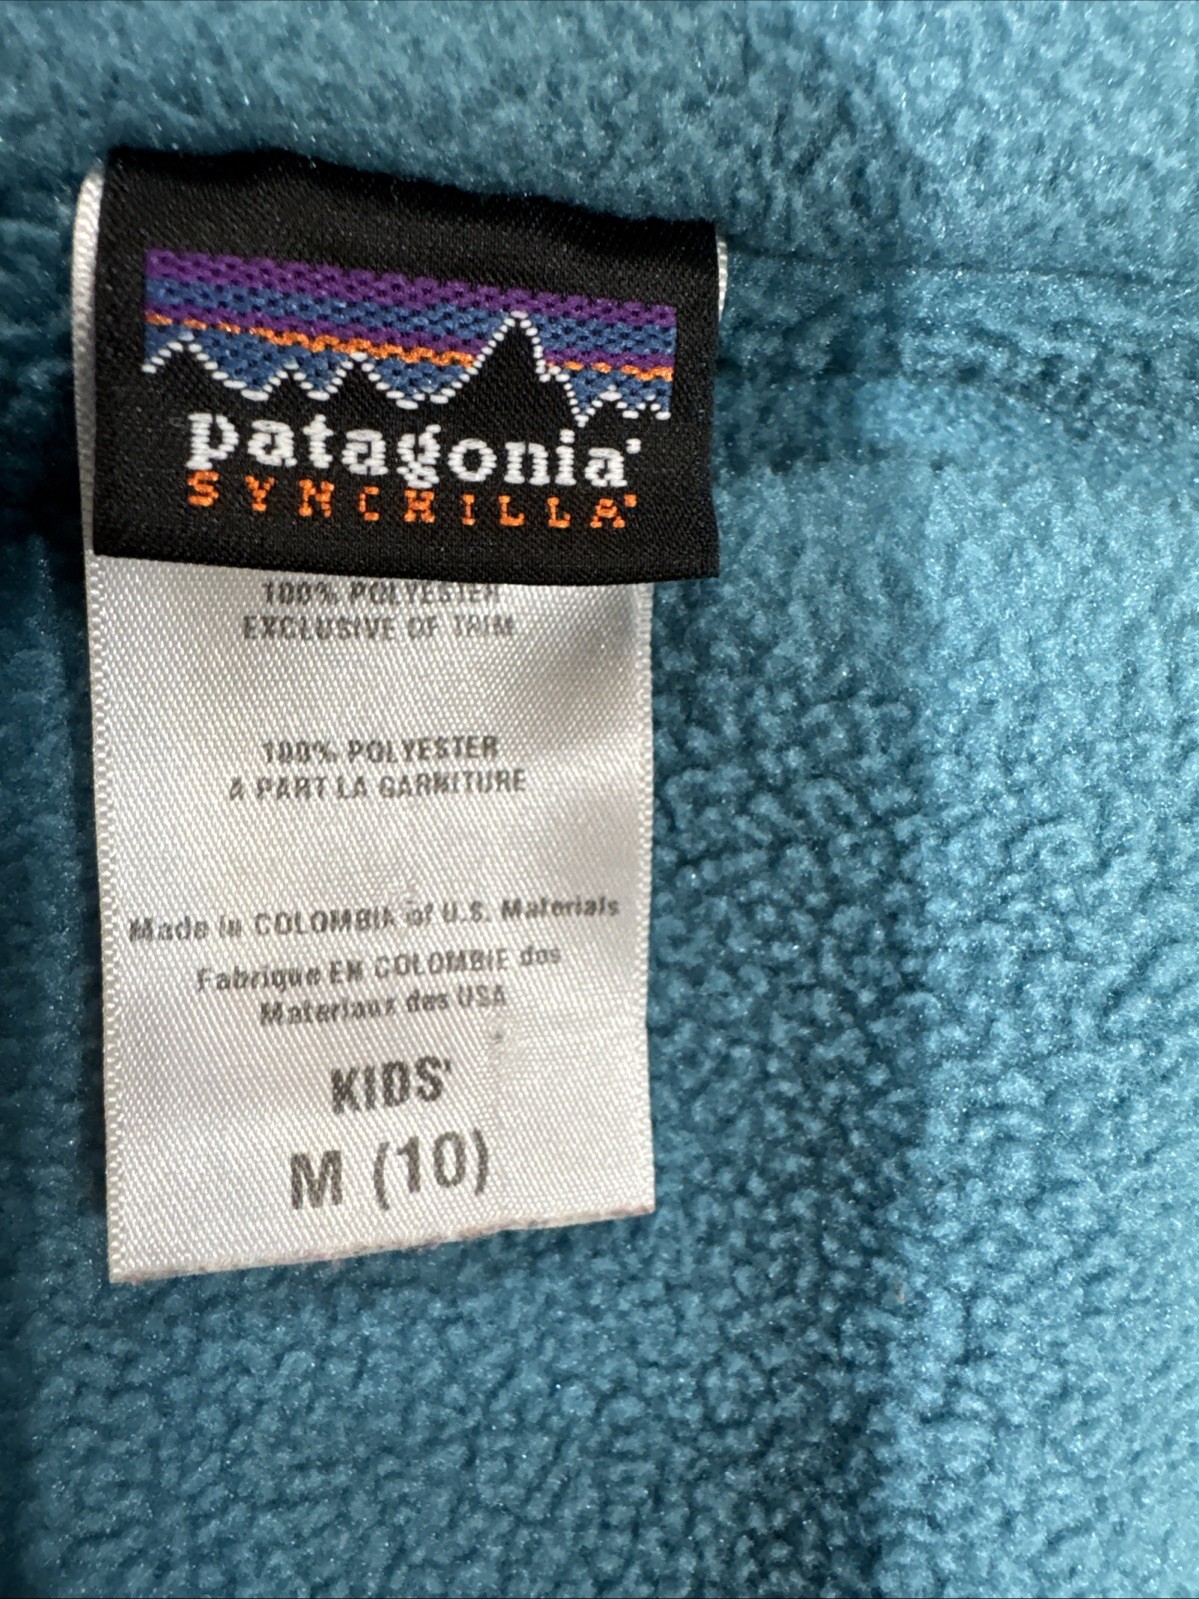 patagonia®
SYNCHILLA®
100% POLYESTER
EXCLUSIVE OF TRIM
100% POLYESTER
A PART LA GARNITURE
Made in COLOMBIA of U.S. Materials
Fabrique EN COLOMBIE dos
Materiaux des USA
KIDS'
M (10)